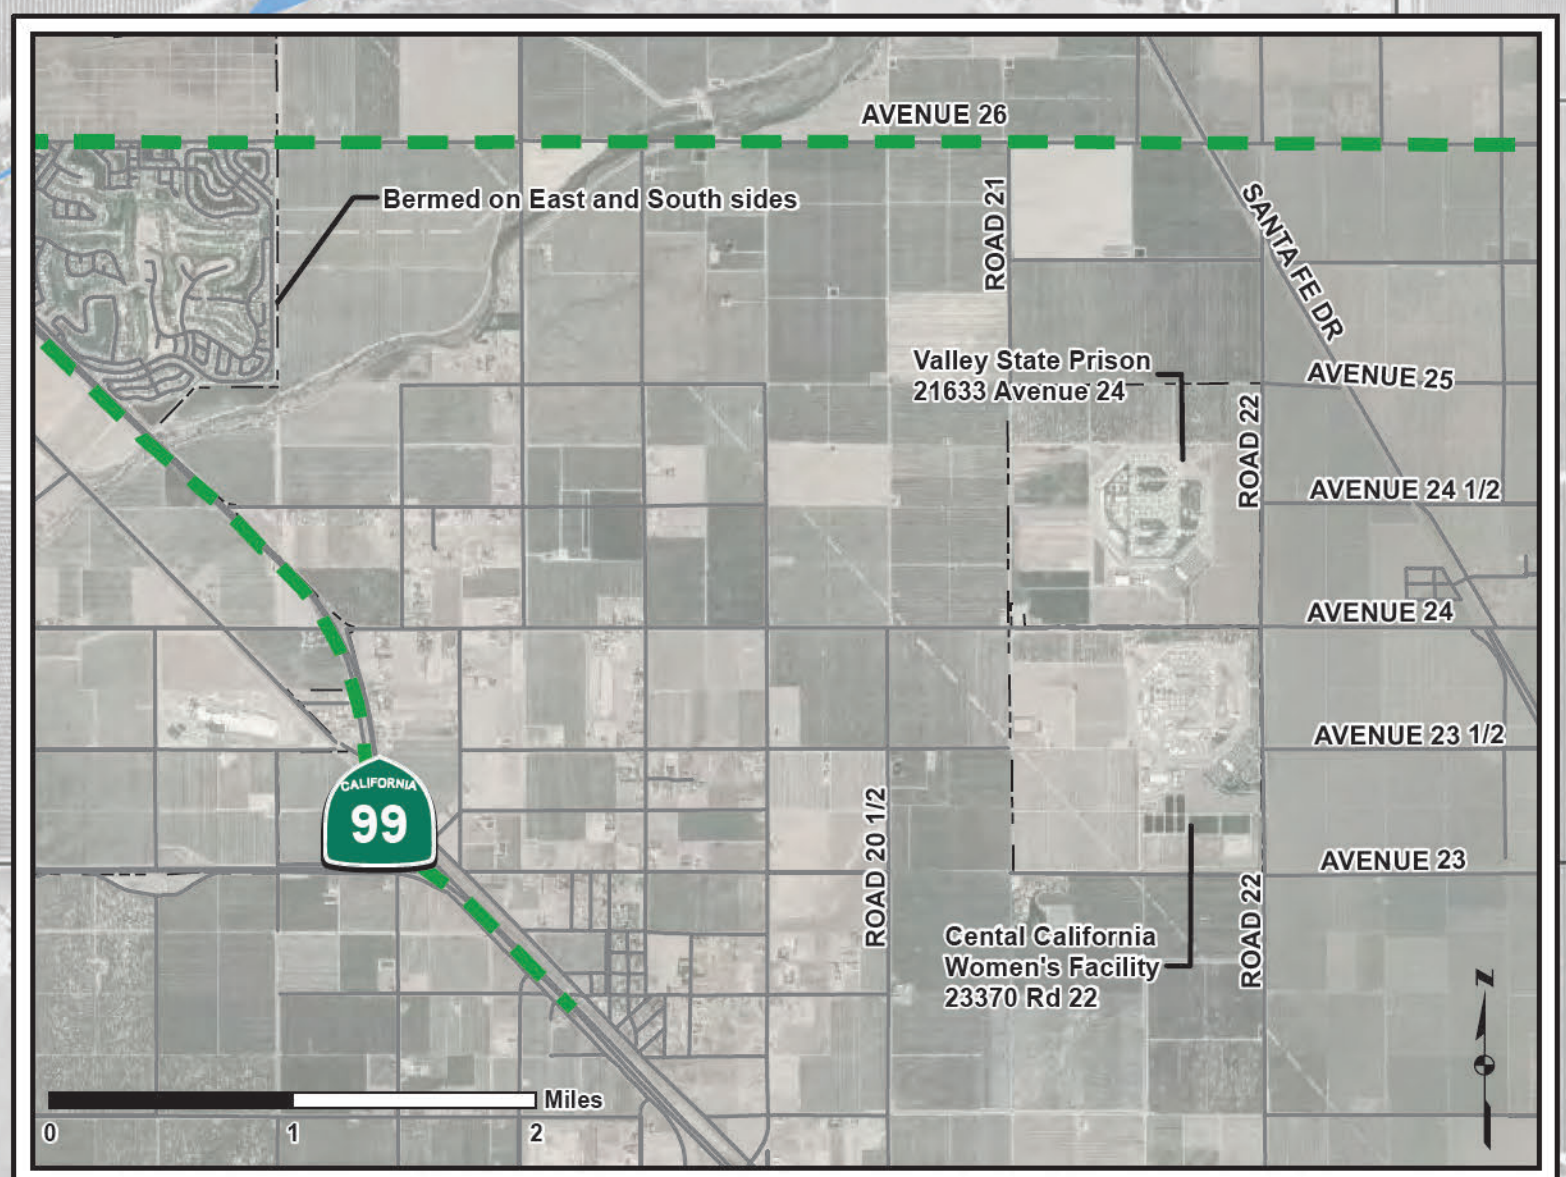 AVENUE 26
Bermed on East and South sides
ROAD 21
SANTA FE DR
Valley State Prison
21633 Avenue 24
AVENUE 25
ROAD 22
AVENUE 24 1/2
AVENUE 24
AVENUE 23 1/2
CALIFORNIA
99
ROAD 20 1/2
AVENUE 23
ROAD 22
Cental California
Women's Facility
23370 Rd 22
N
Miles
0 1 2